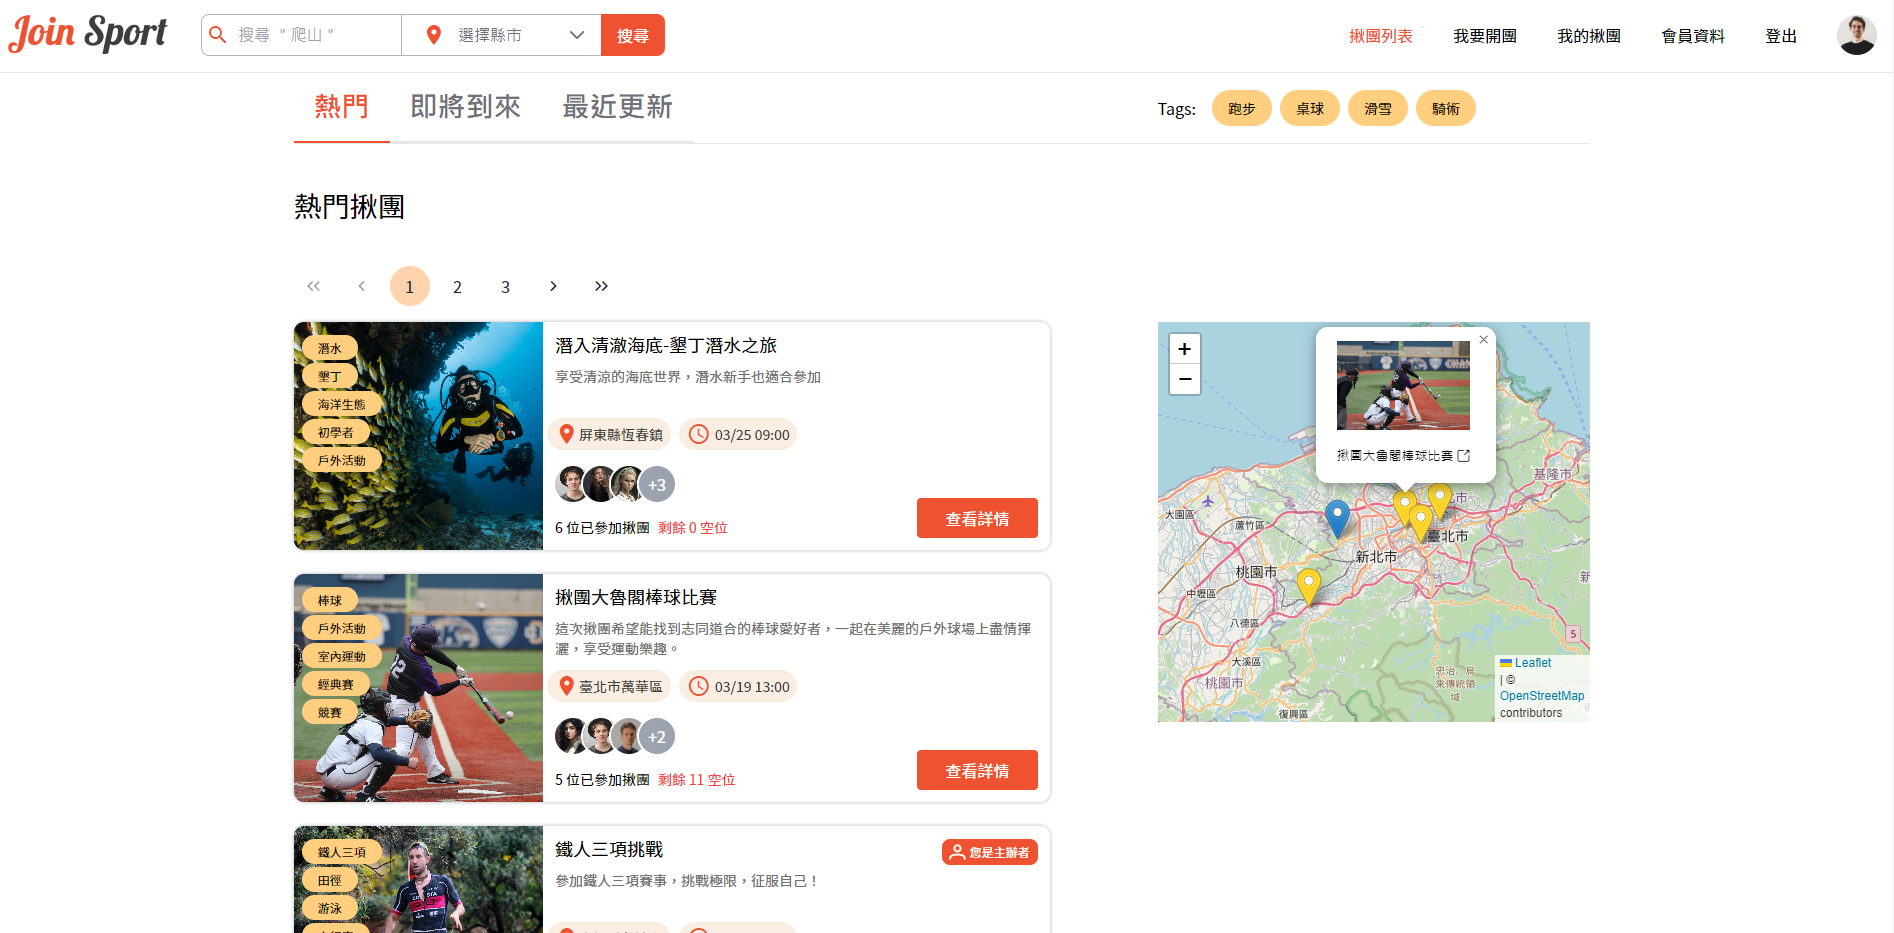 Join Sport
搜尋 " 爬山 "
選擇縣市
搜尋
揪團列表
我要開團
我的揪團
會員資料
登出
熱門
即將到來
最近更新
Tags:
跑步
桌球
滑雪
騎術
熱門揪團
1
2
3
潛水
墾丁
海洋生態
初學者
戶外活動
潛入清澈海底-墾丁潛水之旅
享受清涼的海底世界，潛水新手也適合參加
屏東縣恆春鎮
03/25 09:00
+3
6 位已參加揪團 剩餘 0 空位
查看詳情
棒球
戶外活動
室內運動
經典賽
競賽
揪團大魯閣棒球比賽
這次揪團希望能找到志同道合的棒球愛好者，一起在美麗的戶外球場上盡情揮
灑，享受運動樂趣。
臺北市萬華區
03/19 13:00
+2
5 位已參加揪團 剩餘 11 空位
查看詳情
鐵人三項
田徑
游泳
鐵人三項挑戰
您是主辦者
參加鐵人三項賽事，挑戰極限，征服自己！
+
−
×
揪團大魯閣棒球比賽
基隆市
大園區
蘆竹區
臺北市
新北市
桃園市
中壢區
八德區
大溪區
桃園市
復興區
忠治、烏
來傳統領
域
新
5
Leaflet
| ©
OpenStreetMap
contributors